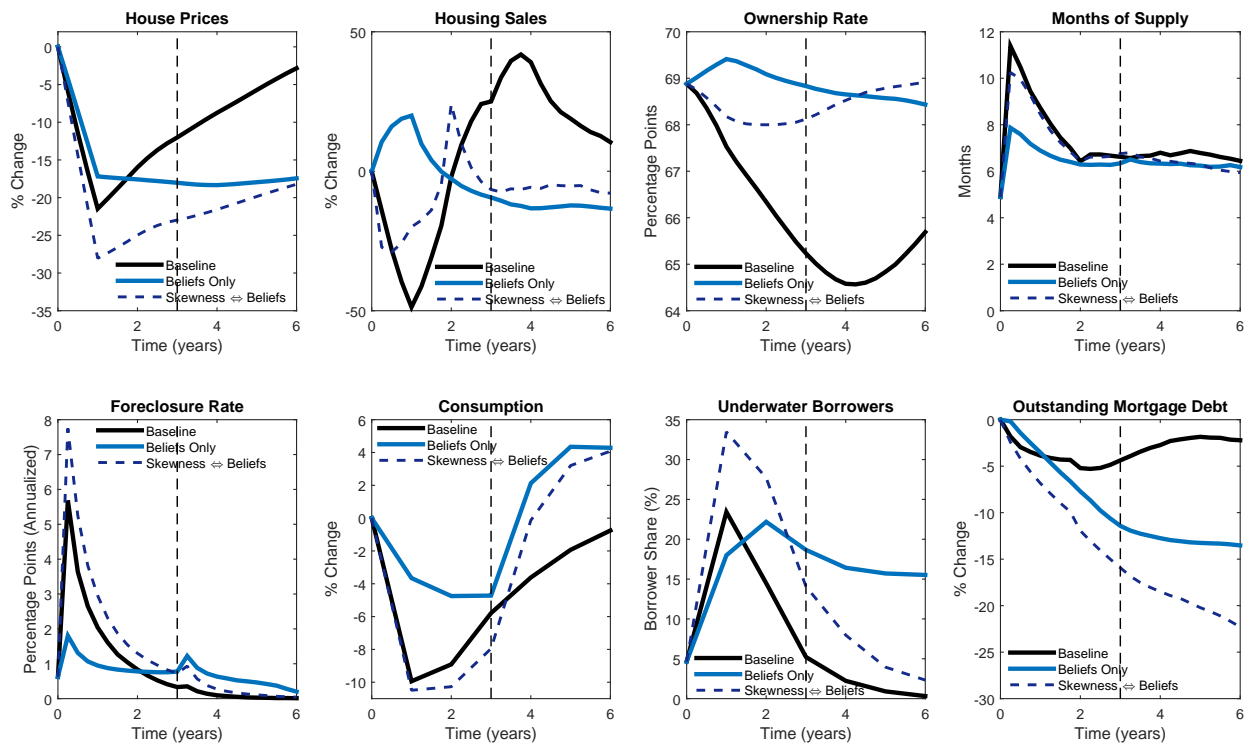 House Prices
0
-5
-10
-15
-20
-25
-30
-35
% Change
Baseline
Beliefs Only
Skewness ⇔ Beliefs
0 2 4 6
Time (years)
Housing Sales
50
0
-50
% Change
Baseline
Beliefs Only
Skewness ⇔ Beliefs
0 2 4 6
Time (years)
Ownership Rate
70
69
68
67
66
65
64
Percentage Points
Baseline
Beliefs Only
Skewness ⇔ Beliefs
0 2 4 6
Time (years)
Months of Supply
12
10
8
6
4
2
0
Months
Baseline
Beliefs Only
Skewness ⇔ Beliefs
0 2 4 6
Time (years)
Foreclosure Rate
8
7
6
5
4
3
2
1
0
Percentage Points (Annualized)
Baseline
Beliefs Only
Skewness ⇔ Beliefs
0 2 4 6
Time (years)
Consumption
6
4
2
0
-2
-4
-6
-8
-10
% Change
Baseline
Beliefs Only
Skewness ⇔ Beliefs
0 2 4 6
Time (years)
Underwater Borrowers
35
30
25
20
15
10
5
0
Borrower Share (%)
Baseline
Beliefs Only
Skewness ⇔ Beliefs
0 2 4 6
Time (years)
Outstanding Mortgage Debt
0
-5
-10
-15
-20
-25
-30
% Change
Baseline
Beliefs Only
Skewness ⇔ Beliefs
0 2 4 6
Time (years)